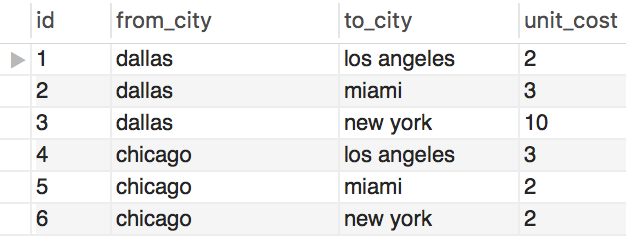 id from_city to_city unit_cost
1 dallas los angeles 2
2 dallas miami 3
3 dallas new york 10
4 chicago los angeles 3
5 chicago miami 2
6 chicago new york 2